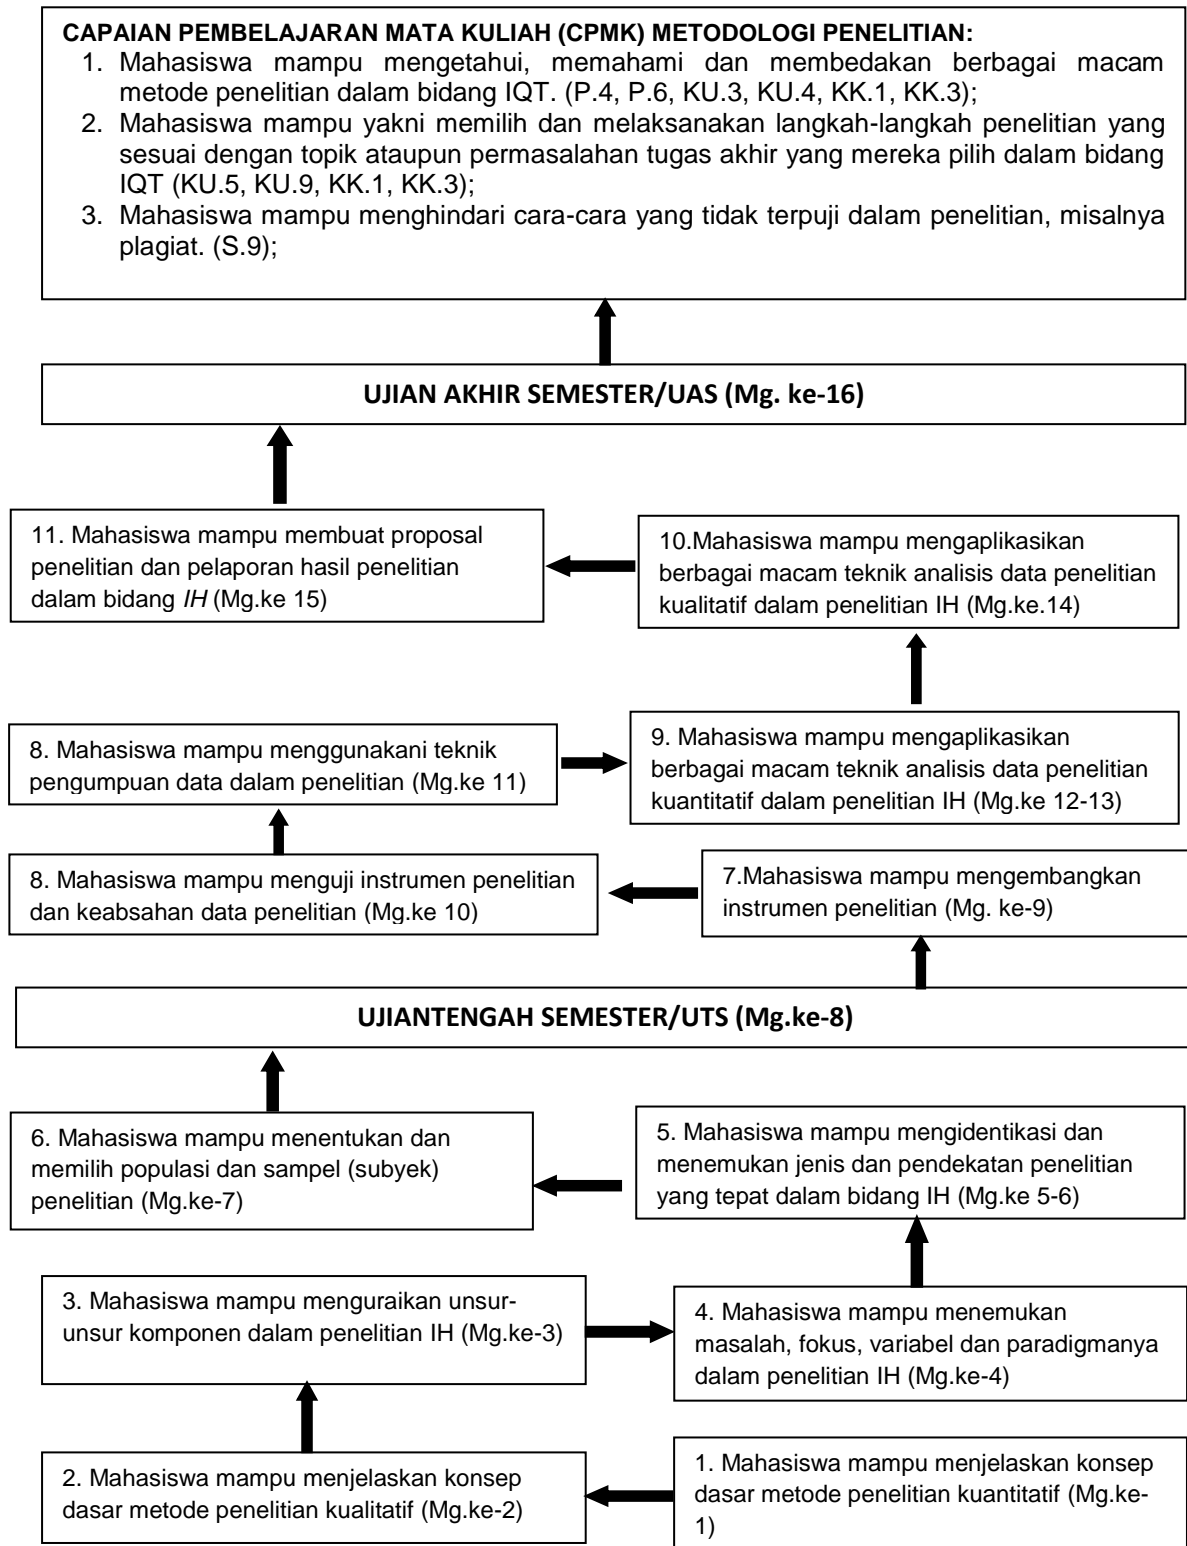 CAPAIAN PEMBELAJARAN MATA KULIAH (CPMK) METODOLOGI PENELITIAN:
1. Mahasiswa mampu mengetahui, memahami dan membedakan berbagai macam
metode penelitian dalam bidang IQT. (P.4, P.6, KU.3, KU.4, KK.1, KK.3);
2. Mahasiswa mampu yakni memilih dan melaksanakan langkah-langkah penelitian yang
sesuai dengan topik ataupun permasalahan tugas akhir yang mereka pilih dalam bidang
IQT (KU.5, KU.9, KK.1, KK.3);
3. Mahasiswa mampu menghindari cara-cara yang tidak terpuji dalam penelitian, misalnya
plagiat. (S.9);
UJIAN AKHIR SEMESTER/UAS (Mg. ke-16)
11. Mahasiswa mampu membuat proposal
penelitian dan pelaporan hasil penelitian
dalam bidang IH (Mg.ke 15)
10.Mahasiswa mampu mengaplikasikan
berbagai macam teknik analisis data penelitian
kualitatif dalam penelitian IH (Mg.ke.14)
8. Mahasiswa mampu menggunakani teknik
pengumpuan data dalam penelitian (Mg.ke 11)
9. Mahasiswa mampu mengaplikasikan
berbagai macam teknik analisis data penelitian
kuantitatif dalam penelitian IH (Mg.ke 12-13)
8. Mahasiswa mampu menguji instrumen penelitian
dan keabsahan data penelitian (Mg.ke 10)
7.Mahasiswa mampu mengembangkan
instrumen penelitian (Mg. ke-9)
UJIANTENGAH SEMESTER/UTS (Mg.ke-8)
6. Mahasiswa mampu menentukan dan
memilih populasi dan sampel (subyek)
penelitian (Mg.ke-7)
5. Mahasiswa mampu mengidentikasi dan
menemukan jenis dan pendekatan penelitian
yang tepat dalam bidang IH (Mg.ke 5-6)
3. Mahasiswa mampu menguraikan unsur-
unsur komponen dalam penelitian IH (Mg.ke-3)
4. Mahasiswa mampu menemukan
masalah, fokus, variabel dan paradigmanya
dalam penelitian IH (Mg.ke-4)
2. Mahasiswa mampu menjelaskan konsep
dasar metode penelitian kualitatif (Mg.ke-2)
1. Mahasiswa mampu menjelaskan konsep
dasar metode penelitian kuantitatif (Mg.ke-
1)